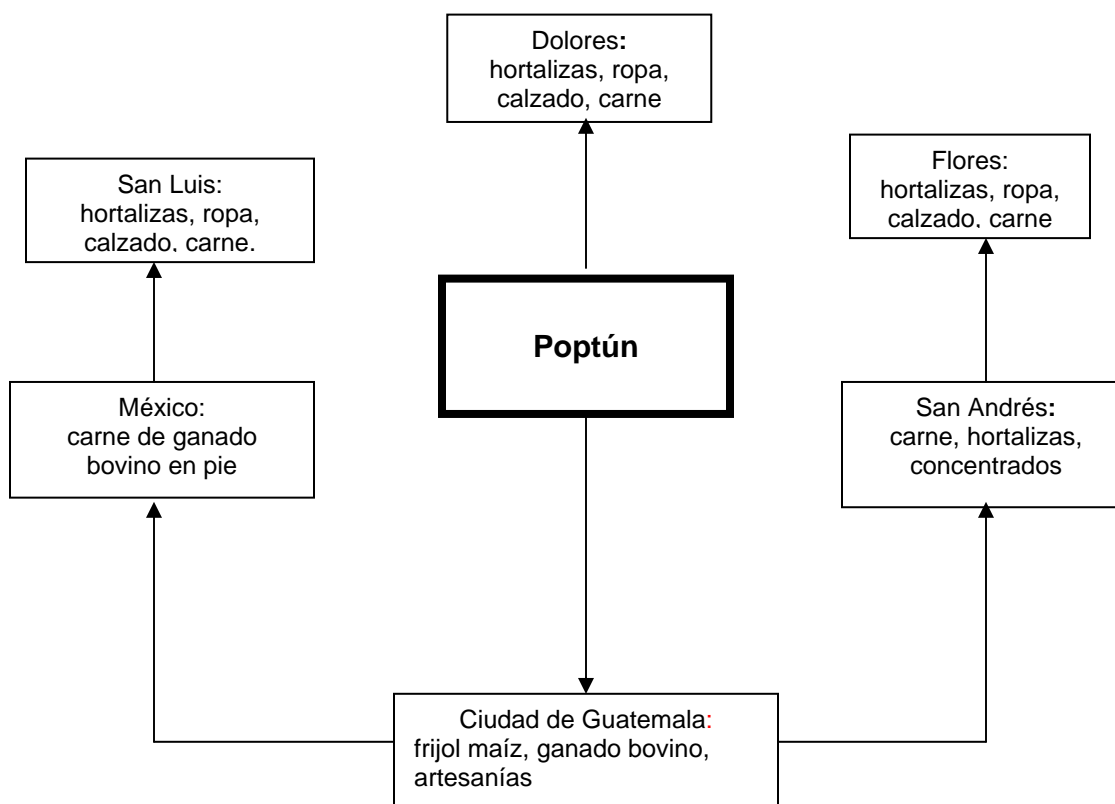 Dolores:
hortalizas, ropa,
calzado, carne
San Luis:
hortalizas, ropa,
calzado, carne.
Flores:
hortalizas, ropa,
calzado, carne
Poptún
México:
carne de ganado
bovino en pie
San Andrés:
carne, hortalizas,
concentrados
Ciudad de Guatemala:
frijol maíz, ganado bovino,
artesanías